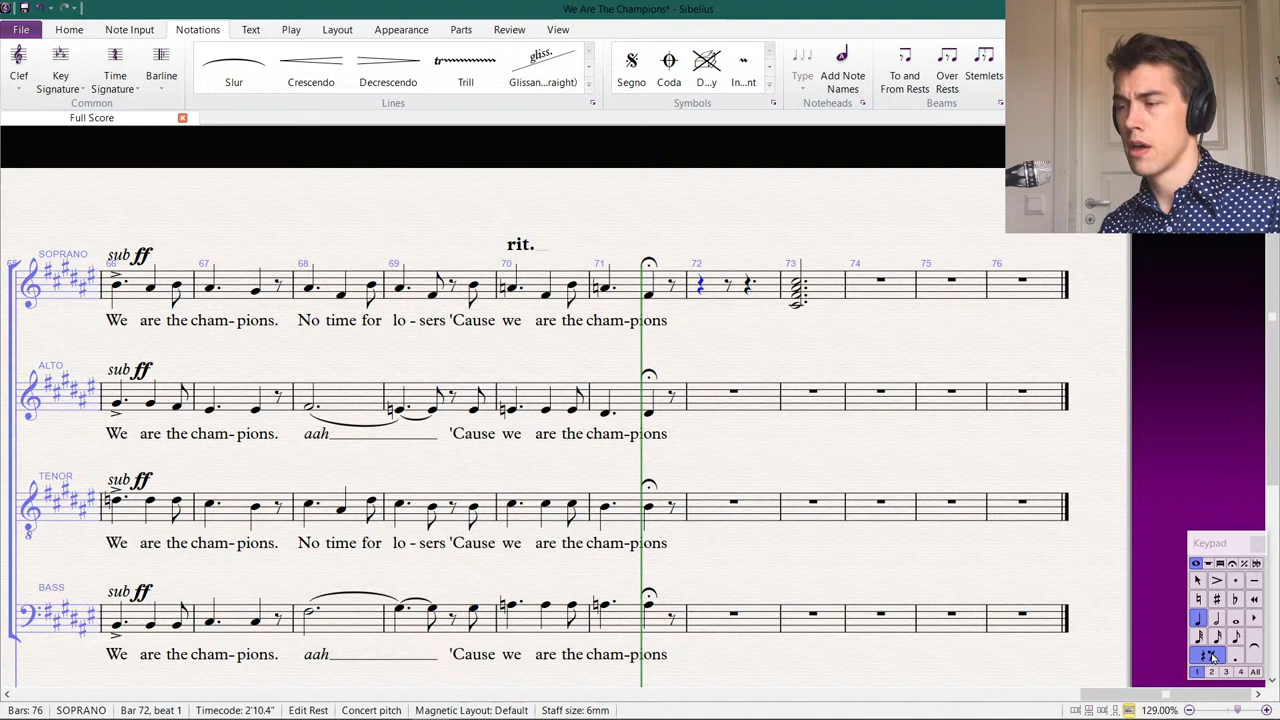 We Are The Champions* - Sibelius
File Home Note Input Notations Text Play Layout Appearance Parts Review View
Clef Key Signature Time Signature Barline
Common
Slur Crescendo Decrescendo Trill gliss. Glissan...raight)
Lines
Segno Coda D...y In...nt
Symbols
Type Add Note Names
Noteheads
To and From Rests Over Rests Stemlets
Beams
Full Score
rit.
SOPRANO
sub ff
66 67 68 69 70 71 72 73 74 75 76
We are the cham-pions. No time for lo-sers 'Cause we are the cham-pions
ALTO
sub ff
We are the cham-pions. aah 'Cause we are the cham-pions
TENOR
sub ff
8
We are the cham-pions. No time for lo-sers 'Cause we are the cham-pions
BASS
sub ff
We are the cham-pions. aah 'Cause we are the cham-pions
Keypad
1 2 3 4 All
Bars: 76 SOPRANO Bar 72, beat 1 Timecode: 2'10.4" Edit Rest Concert pitch Magnetic Layout: Default Staff size: 6mm 129.00%